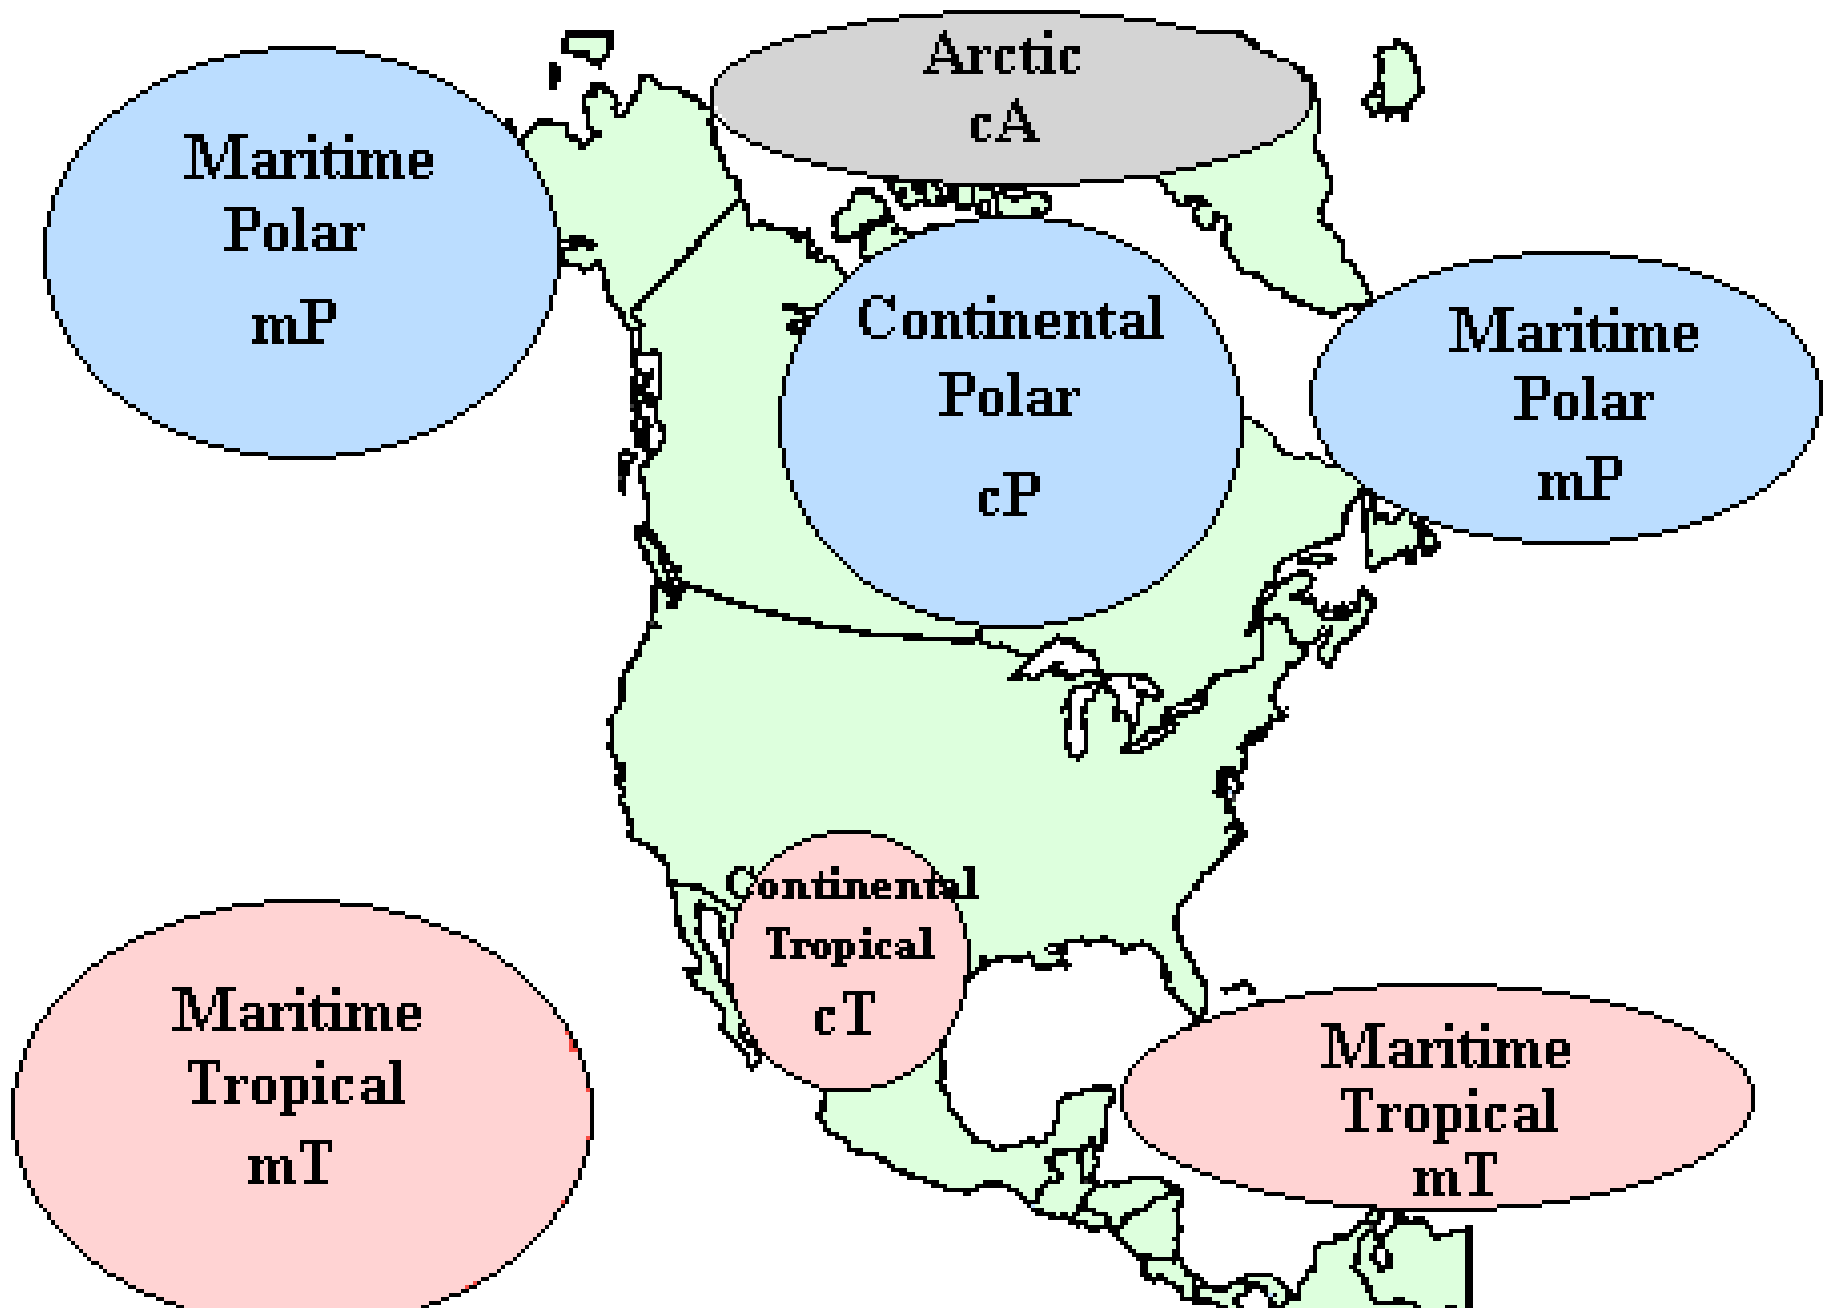 Arctic
cA
Maritime
Polar
mP
Continental
Polar
cP
Maritime
Polar
mP
Continental
Tropical
cT
Maritime
Tropical
mT
Maritime
Tropical
mT